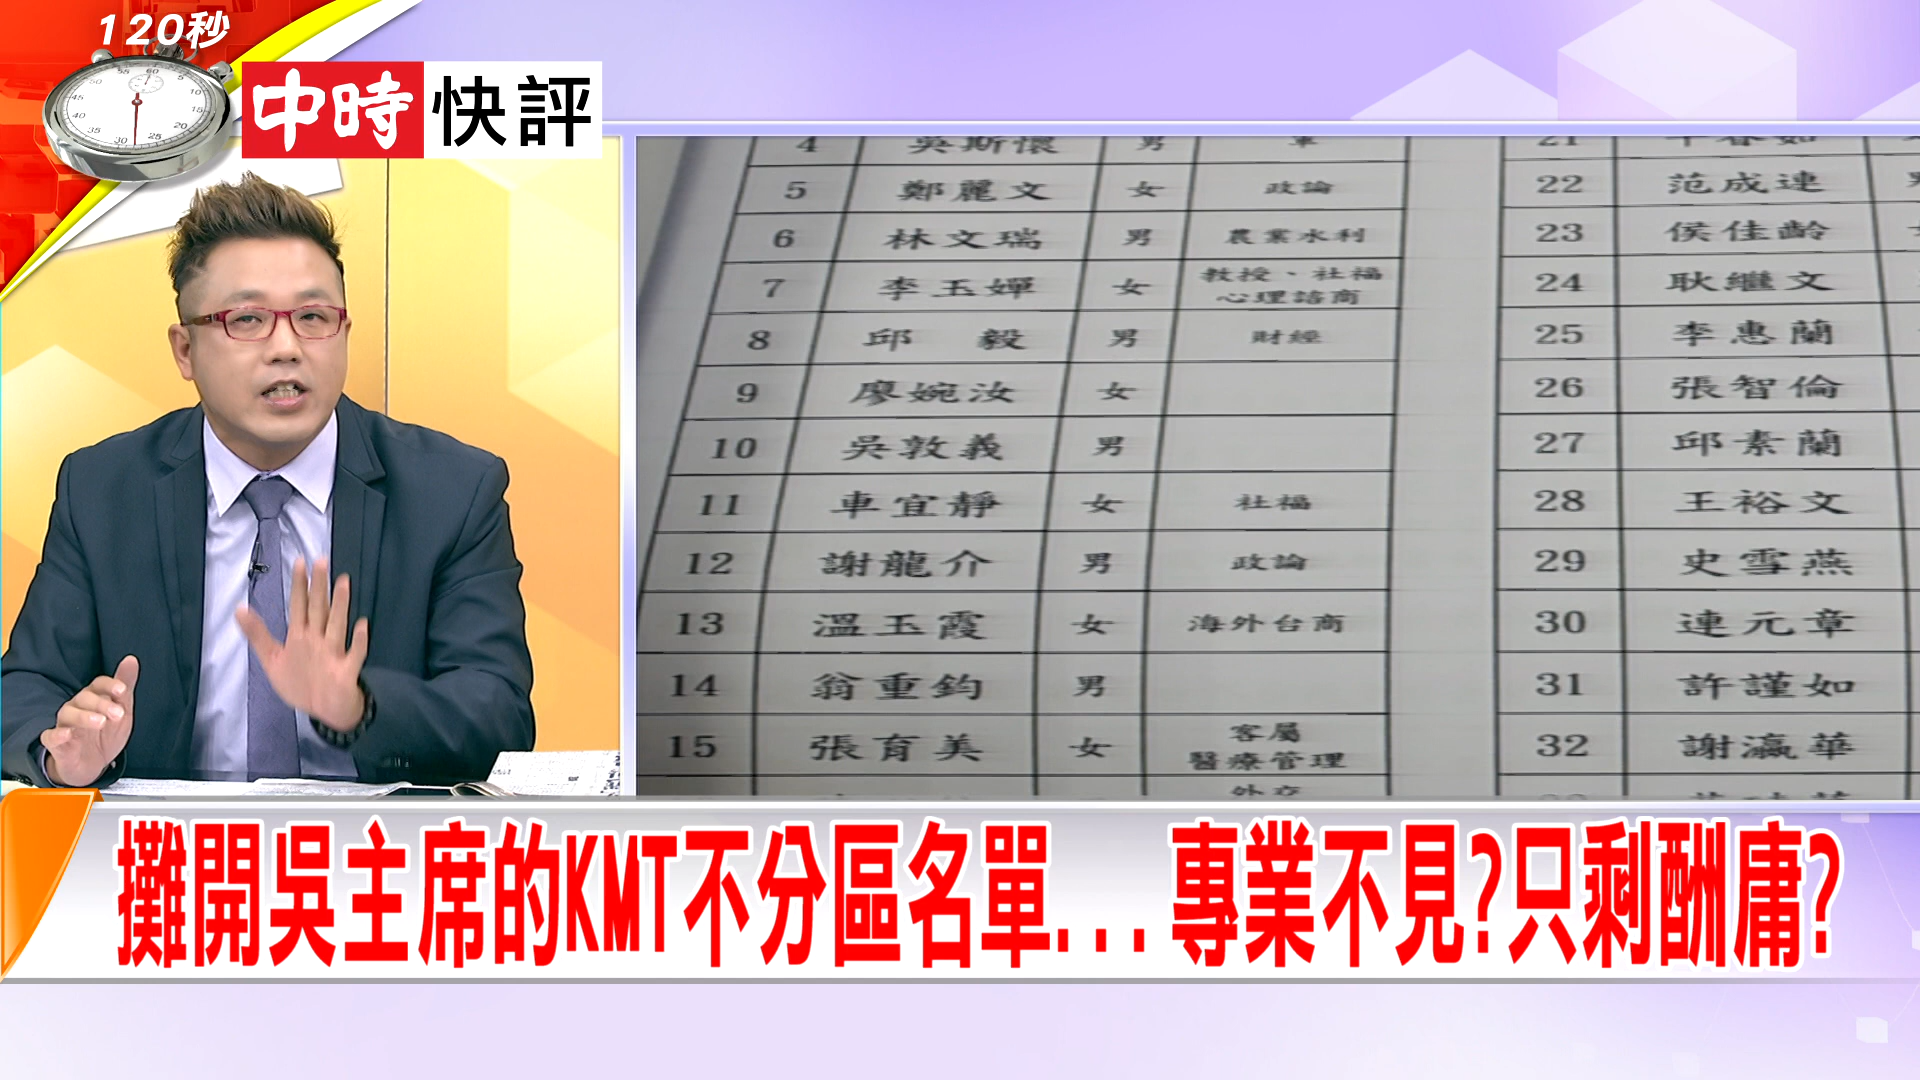 120秒
中時快評
4 吳斯懷 男 軍
5 鄭麗文 女 政論
6 林文瑞 男 農業水利
7 李玉嬋 女 教授、社福 心理諮商
8 邱 毅 男 財經
9 廖婉汝 女
10 吳敦義 男
11 車宜靜 女 社福
12 謝龍介 男 政論
13 溫玉霞 女 海外台商
14 翁重鈞 男
15 張育美 女 客屬 醫療管理
外交
21
22 范成連 男
23 侯佳齡 女
24 耿繼文
25 李惠蘭
26 張智倫
27 邱素蘭
28 王裕文
29 史雪燕
30 連元章
31 許謹如
32 謝瀛華
攤開吳主席的KMT不分區名單...專業不見?只剩酬庸?